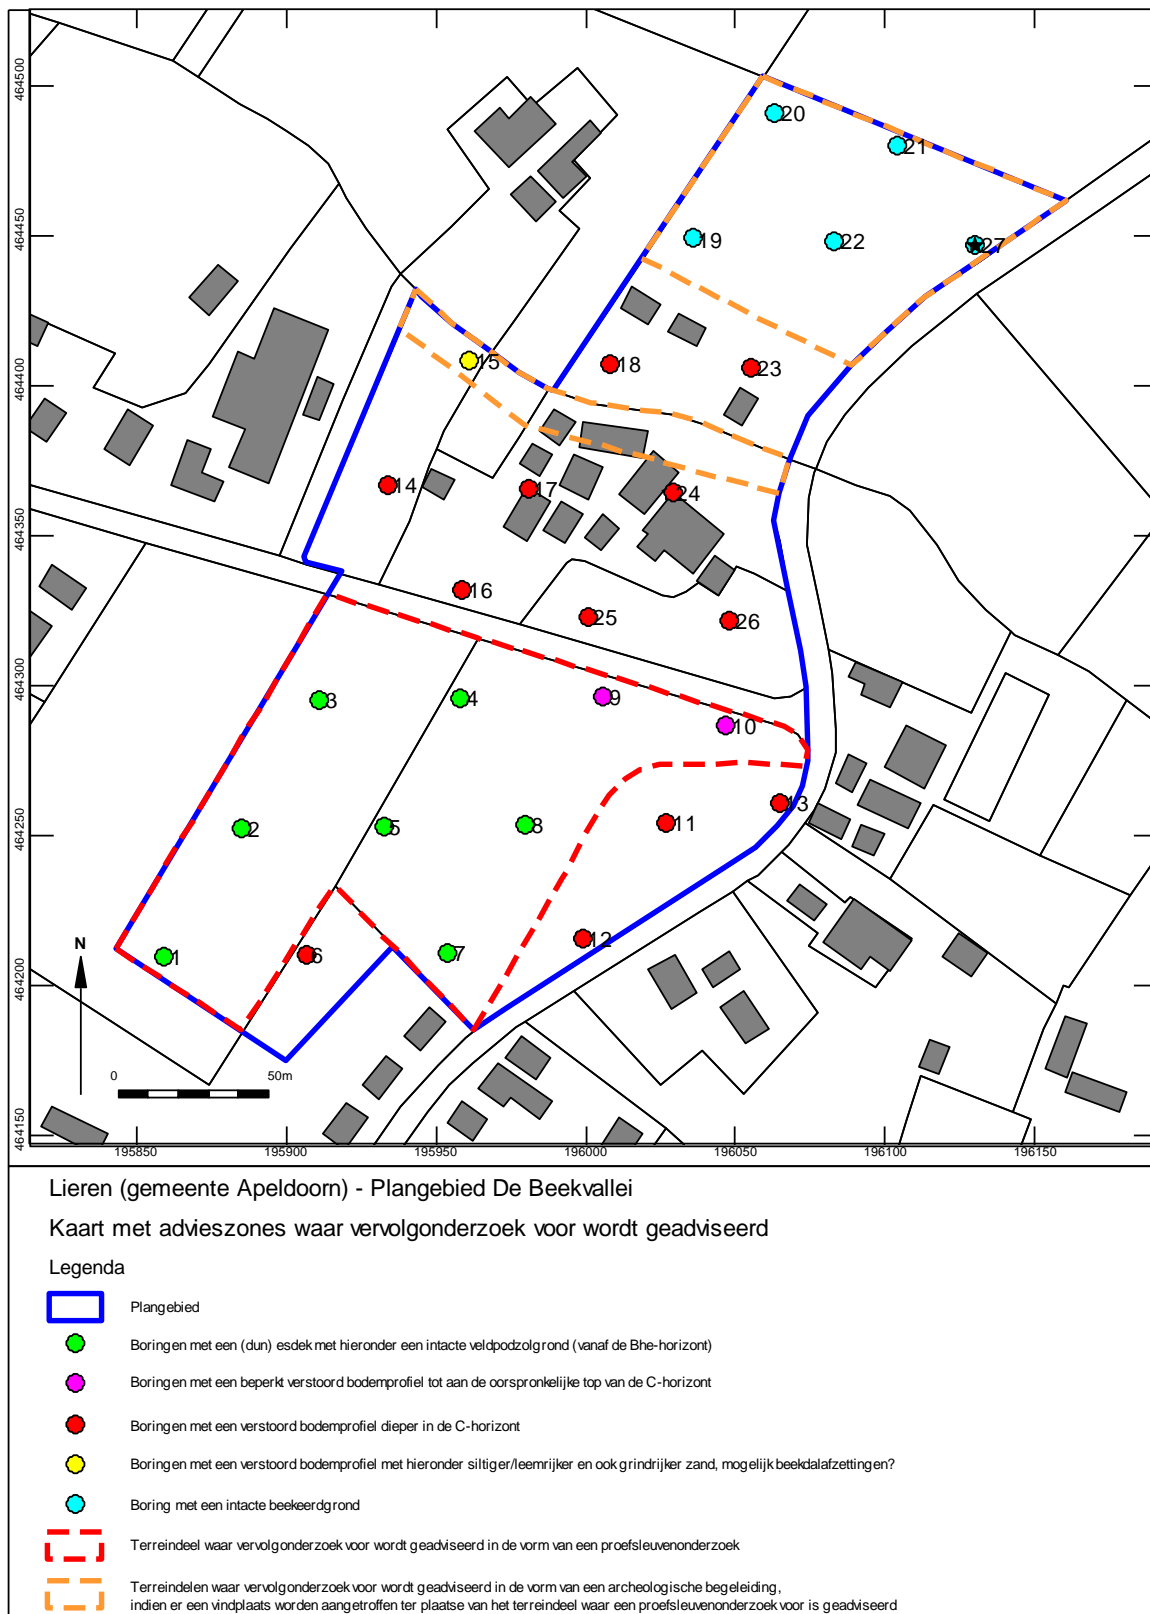 464500
464450
464400
464350
464300
464250
464200
464150
20
21
19
22
27
15
18
23
14
17
24
16
25
26
3
4
9
10
2
5
8
11
13
1
6
7
12
N
0 50m
195850 195900 195950 196000 196050 196100 196150
Lieren (gemeente Apeldoorn) - Plangebied De Beekvallei
Kaart met advieszones waar vervolgonderzoek voor wordt geadviseerd
Legenda
Plangebied
Boringen met een (dun) esdek met hieronder een intacte veldpodzolgrond (vanaf de Bhe-horizont)
Boringen met een beperkt verstoord bodemprofiel tot aan de oorspronkelijke top van de C-horizont
Boringen met een verstoord bodemprofiel dieper in de C-horizont
Boringen met een verstoord bodemprofiel met hieronder siltiger/leemrijker en ook grindrijker zand, mogelijk beekdalafzettingen?
Boring met een intacte beekeerdgrond
Terreindeel waar vervolgonderzoek voor wordt geadviseerd in de vorm van een proefsleuvenonderzoek
Terreindelen waar vervolgonderzoek voor wordt geadviseerd in de vorm van een archeologische begeleiding,
indien er een vindplaats worden aangetroffen ter plaatse van het terreindeel waar een proefsleuvenonderzoek voor is geadviseerd